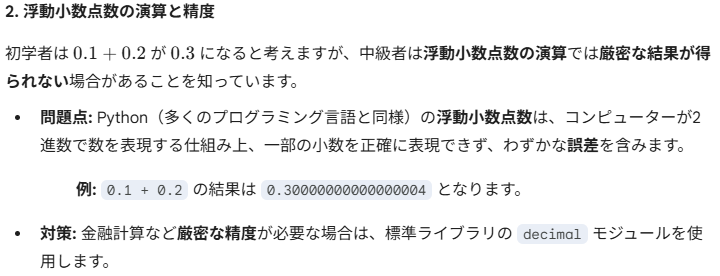 2. 浮動小数点数の演算と精度
初学者は 0.1 + 0.2 が 0.3 になると考えますが、中級者は浮動小数点数の演算では厳密な結果が得
られない場合があることを知っています。
• 問題点: Python（多くのプログラミング言語と同様）の浮動小数点数は、コンピューターが2
進数で数を表現する仕組み上、一部の小数を正確に表現できず、わずかな誤差を含みます。
例: 0.1 + 0.2 の結果は 0.30000000000000004 となります。
• 対策: 金融計算など厳密な精度が必要な場合は、標準ライブラリの decimal モジュールを使
用します。